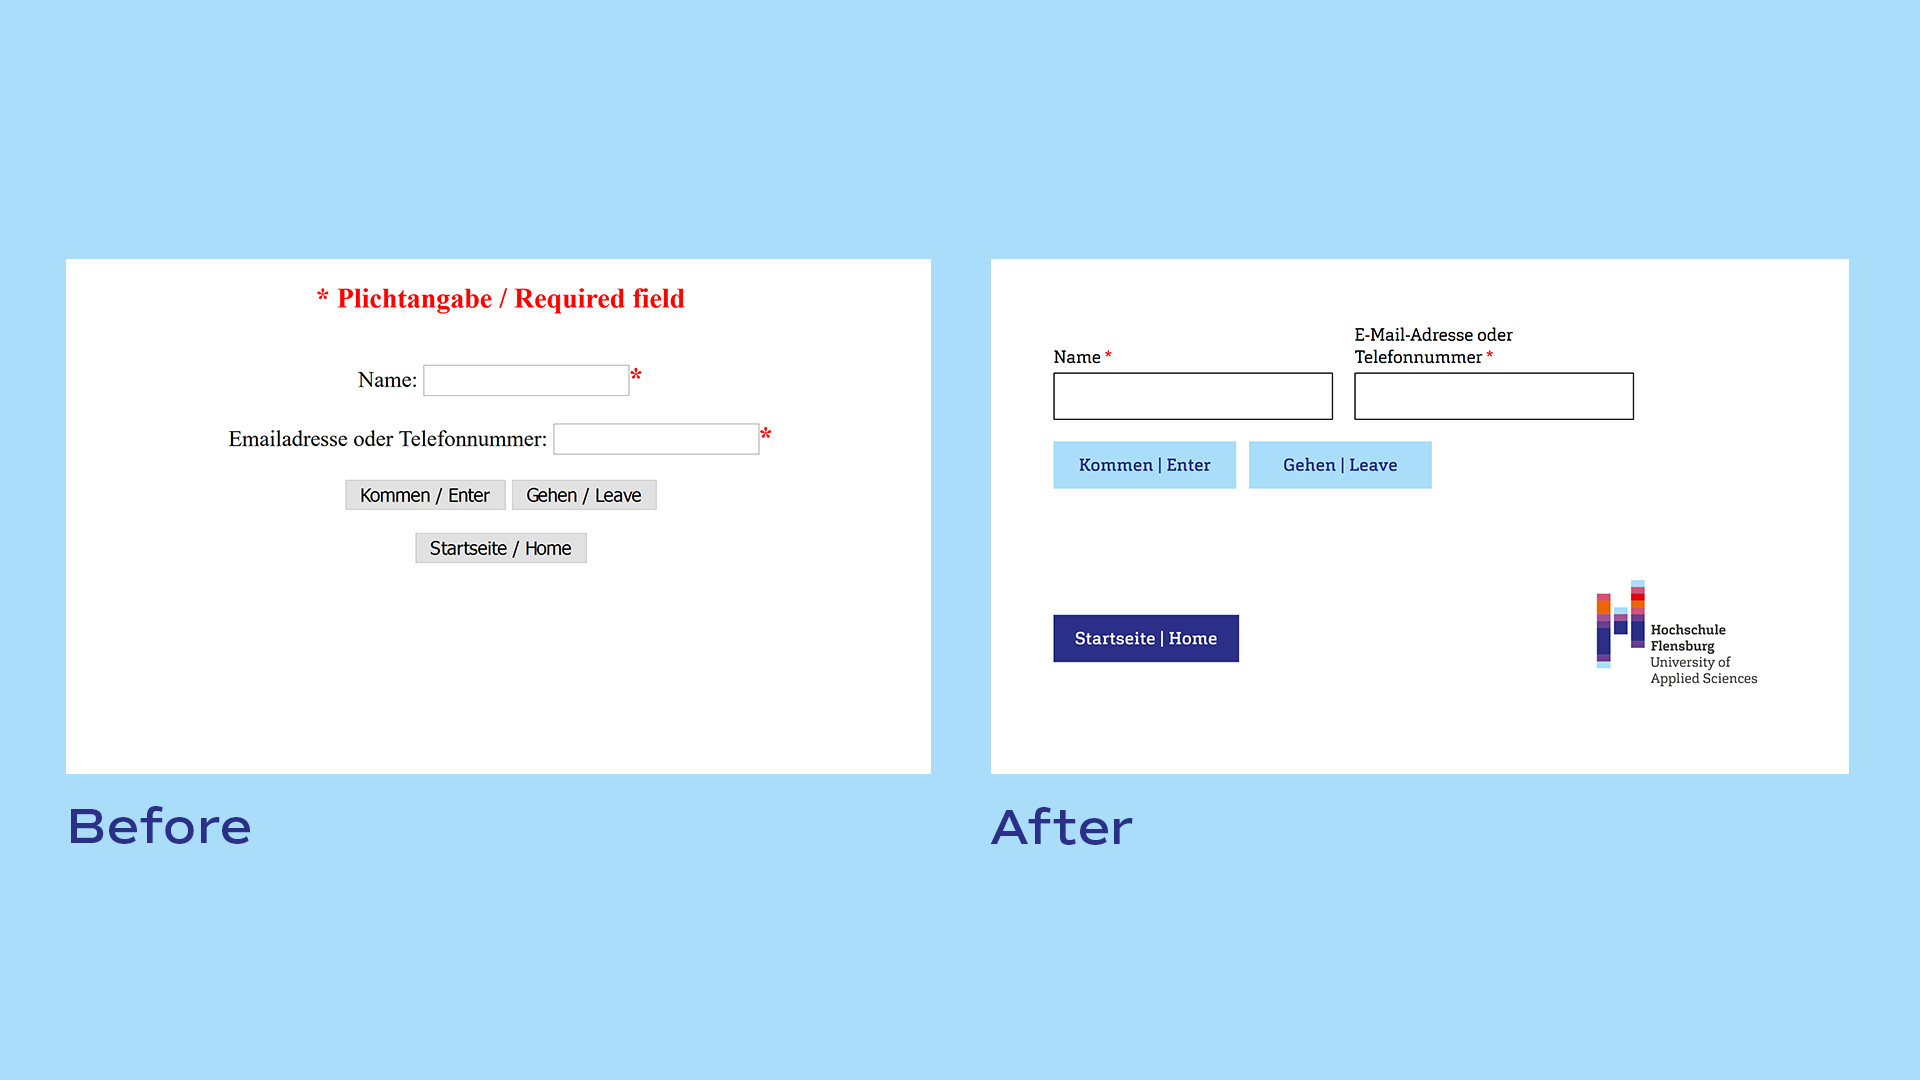 * Plichtangabe / Required field
Name: *
Emailadresse oder Telefonnummer: *
Kommen / Enter Gehen / Leave
Startseite / Home
Before
E-Mail-Adresse oder
Name * Telefonnummer *
Kommen | Enter Gehen | Leave
Startseite | Home
Hochschule
Flensburg
University of
Applied Sciences
After